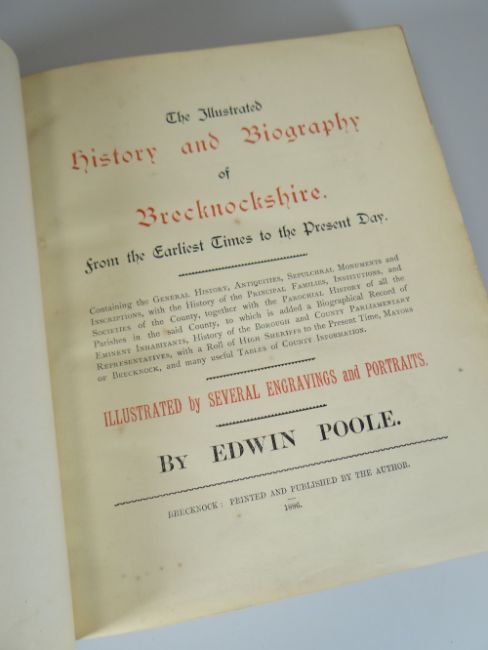 The Illustrated
History and Biography
of
Brecknockshire.
From the Earliest Times to the Present Day.
Containing the General History, Antiquities, Sepulchral Monuments and
Inscriptions, with the History of the Principal Families, Institutions, and
Societies of the County, together with the Parochial History of all the
Parishes in the said County, to which is added a Biographical Record of
Eminent Inhabitants, History of the Borough and County Parliamentary
Representatives, with a Roll of High Sheriffs to the Present Time, Mayors
of Brecknock, and many useful Tables of County Information.
ILLUSTRATED by SEVERAL ENGRAVINGS and PORTRAITS.
By EDWIN POOLE.
BRECKNOCK: PRINTED AND PUBLISHED BY THE AUTHOR.
1886.